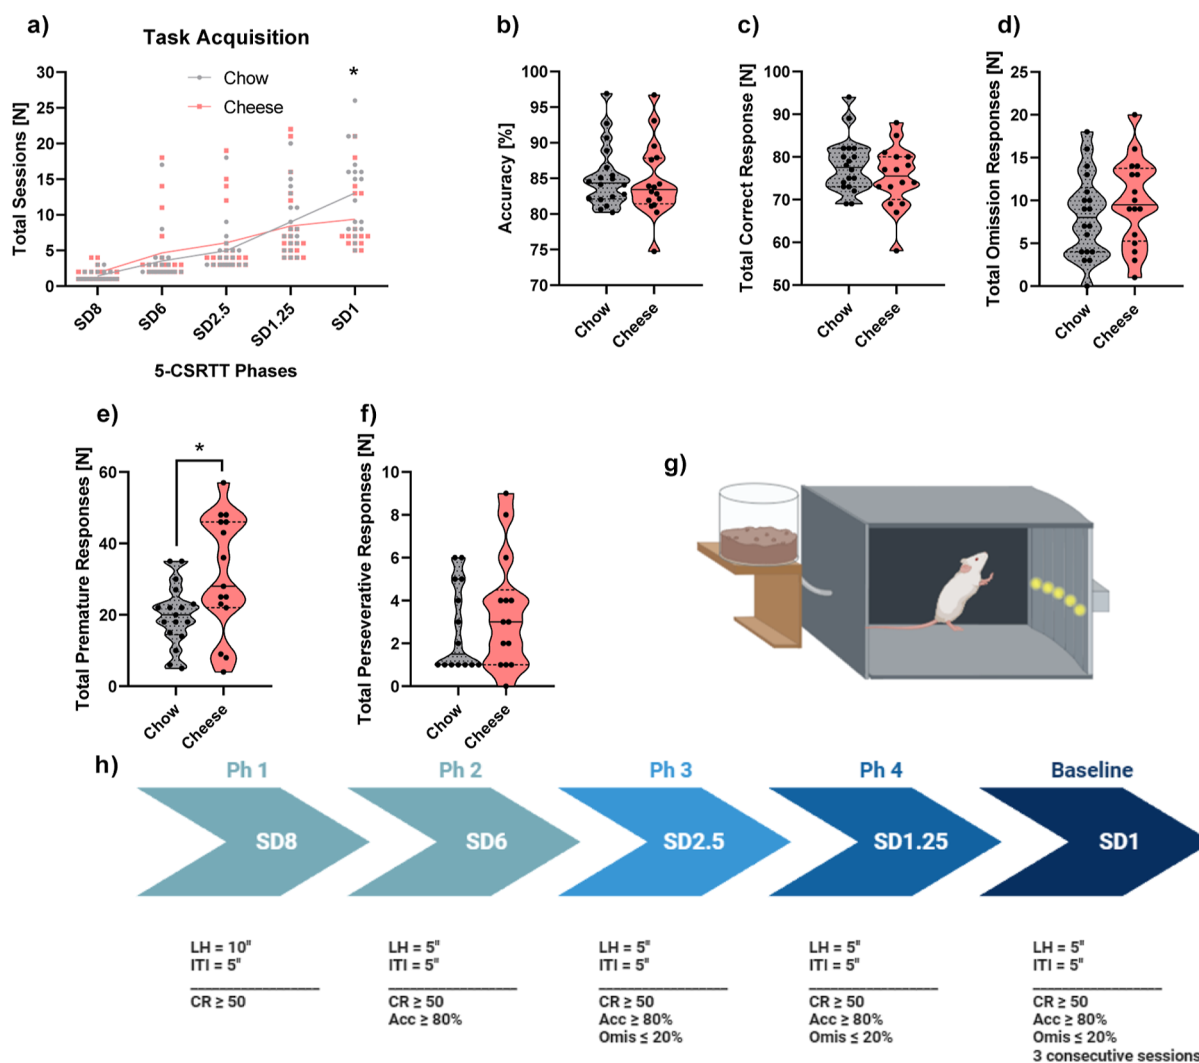 a)
Task Acquisition
Total Sessions [N]
30
25
20
15
10
5
0
Chow
Cheese
*
SD8
SD6
SD2.5
SD1.25
SD1
5-CSRTT Phases
b)
Accuracy [%]
100
95
90
85
80
75
70
Chow
Cheese
c)
Total Correct Response [N]
100
90
80
70
60
50
Chow
Cheese
d)
Total Omission Responses [N]
25
20
15
10
5
0
Chow
Cheese
e)
Total Premature Responses [N]
60
40
20
0
*
Chow
Cheese
f)
Total Perseverative Responses [N]
10
8
6
4
2
0
Chow
Cheese
g)
h)
Ph 1
Ph 2
Ph 3
Ph 4
Baseline
SD8
SD6
SD2.5
SD1.25
SD1
LH = 10"
ITI = 5"
CR ≥ 50
LH = 5"
ITI = 5"
CR ≥ 50
Acc ≥ 80%
LH = 5"
ITI = 5"
CR ≥ 50
Acc ≥ 80%
Omis ≤ 20%
LH = 5"
ITI = 5"
CR ≥ 50
Acc ≥ 80%
Omis ≤ 20%
LH = 5"
ITI = 5"
CR ≥ 50
Acc ≥ 80%
Omis ≤ 20%
3 consecutive sessions